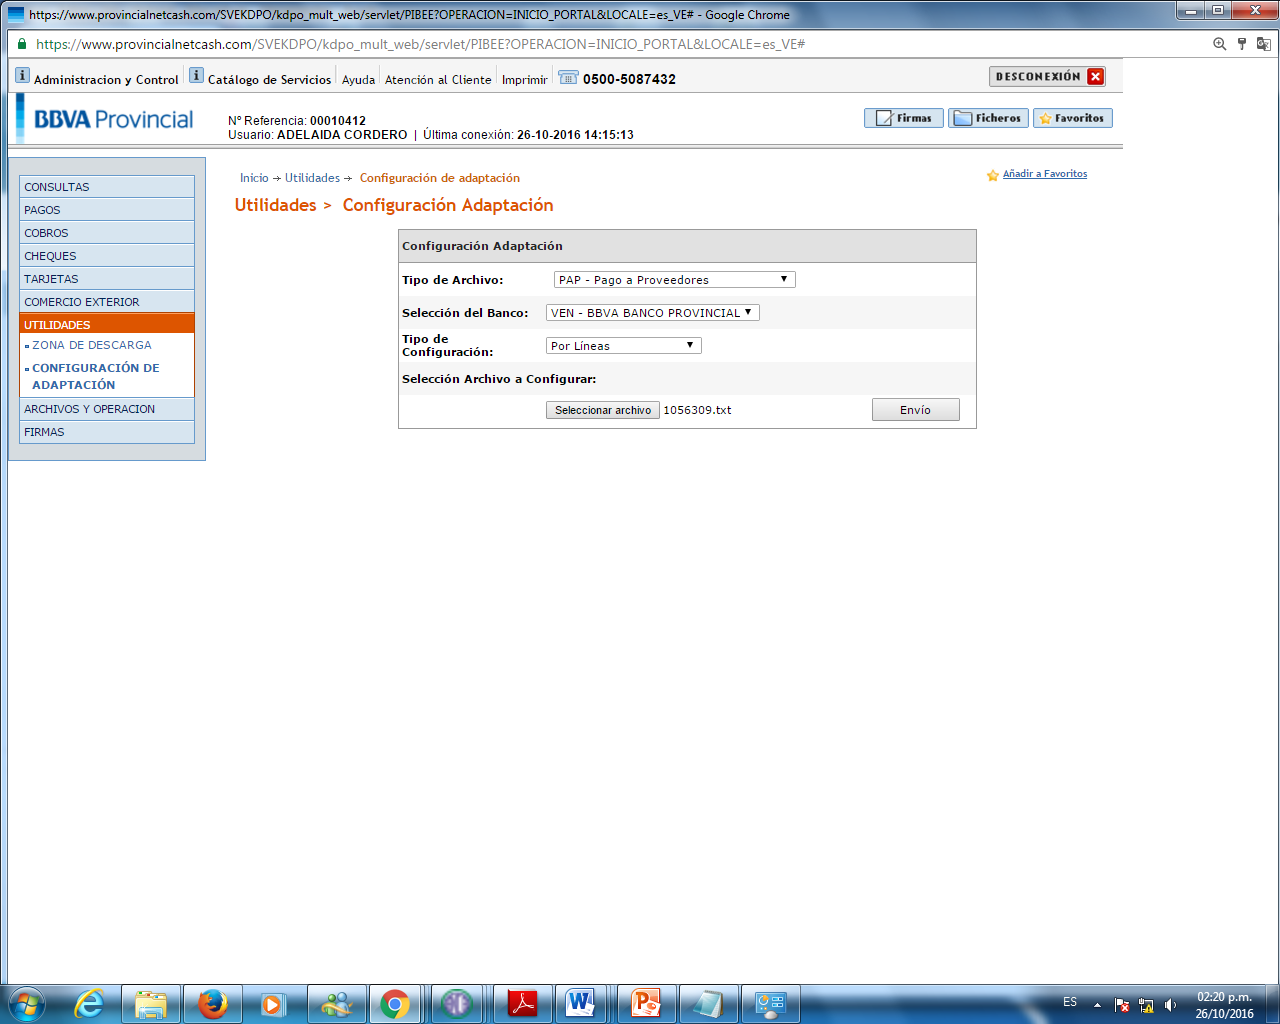 https://www.provincialnetcash.com/SVEKDPO/kdpo_mult_web/servlet/PIBEE?OPERACION=INICIO_PORTAL&LOCALE=es_VE# - Google Chrome
https://www.provincialnetcash.com/SVEKDPO/kdpo_mult_web/servlet/PIBEE?OPERACION=INICIO_PORTAL&LOCALE=es_VE#
Administracion y Control Catálogo de Servicios Ayuda Atención al Cliente Imprimir 0500-5087432 DESCONEXIÓN
BBVA Provincial
Nº Referencia: 00010412
Usuario: ADELAIDA CORDERO | Última conexión: 26-10-2016 14:15:13
Firmas Ficheros Favoritos
CONSULTAS
PAGOS
COBROS
CHEQUES
TARJETAS
COMERCIO EXTERIOR
UTILIDADES
ZONA DE DESCARGA
CONFIGURACIÓN DE
ADAPTACIÓN
ARCHIVOS Y OPERACION
FIRMAS
Inicio → Utilidades → Configuración de adaptación
Añadir a Favoritos
Utilidades > Configuración Adaptación
Configuración Adaptación
Tipo de Archivo: PAP - Pago a Proveedores
Selección del Banco: VEN - BBVA BANCO PROVINCIAL
Tipo de
Configuración: Por Líneas
Selección Archivo a Configurar:
Seleccionar archivo 1056309.txt Envío
ES
02:20 p.m.
26/10/2016